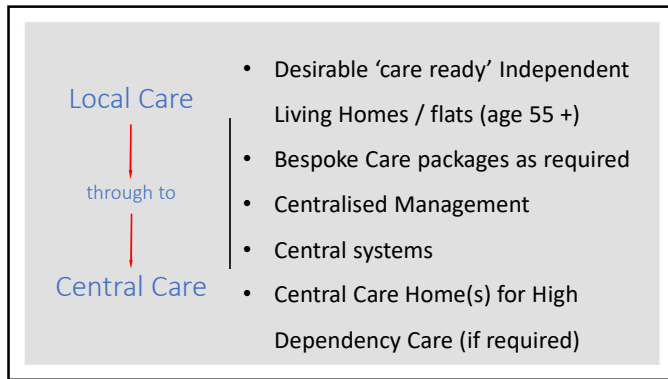 Local Care
through to
Central Care
• Desirable ‘care ready’ Independent
Living Homes / flats (age 55 +)
• Bespoke Care packages as required
• Centralised Management
• Central systems
• Central Care Home(s) for High
Dependency Care (if required)